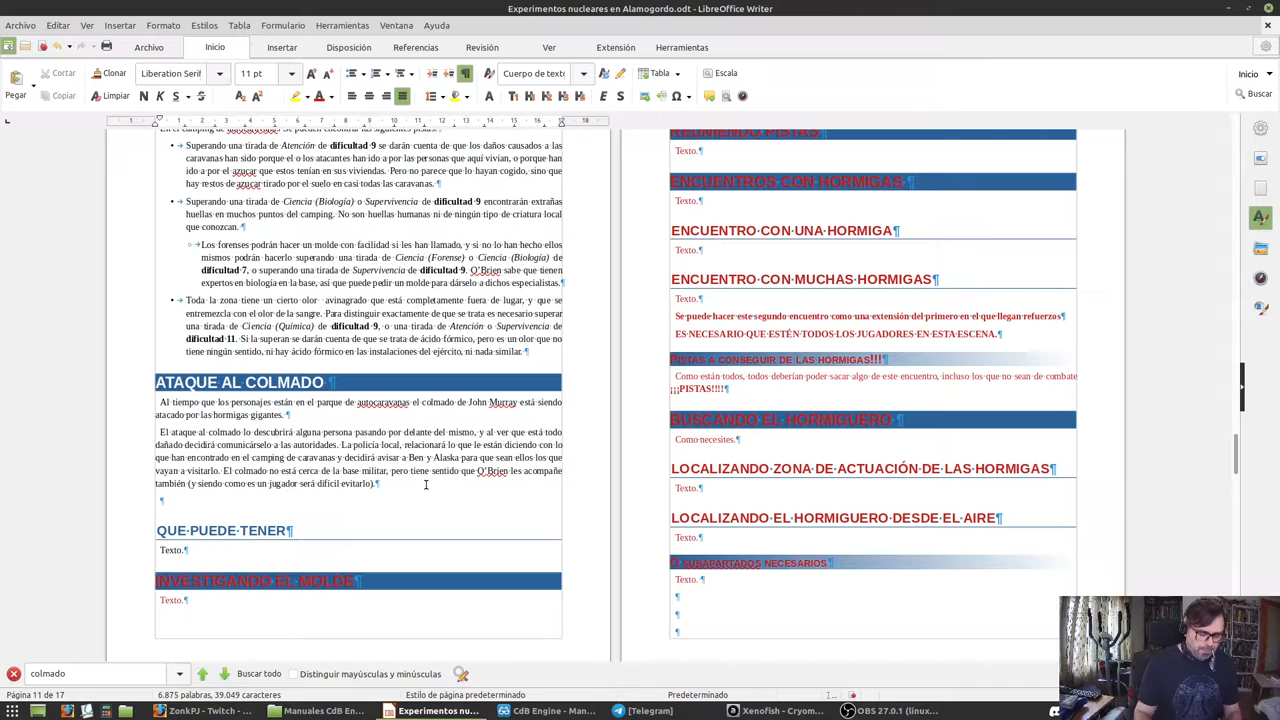 Experimentos nucleares en Alamogordo.odt - LibreOffice Writer
Archivo Editar Ver Insertar Formato Estilos Tabla Formulario Herramientas Ventana Ayuda
Archivo Inicio Insertar Disposición Referencias Revisión Ver Extensión Herramientas
Pegar Cortar Clonar Liberation Serif 11 pt Cuerpo de texto Tabla Escala Inicio
Copiar Limpiar Buscar
En el camping de autocaravanas se pueden encontrar las siguientes pistas:
• Superando una tirada de Atención de dificultad 9 se darán cuenta de que los daños causados a las
caravanas han sido porque el o los atacantes han ido a por las personas que aquí vivían, o porque han
ido a por el azucar que estos tenían en sus viviendas. Pero no parece que lo hayan cogido, sino que
hay restos de azucar tirado por el suelo en casi todas las caravanas.
• Superando una tirada de Ciencia (Biología) o Supervivencia de dificultad 9 encontrarán extrañas
huellas en muchos puntos del camping. No son huellas humanas ni de ningún tipo de criatura local
que conozcan.
Los forenses podrán hacer un molde con facilidad si les han llamado, y si no lo han hecho ellos
mismos podrán hacerlo superando una tirada de Ciencia (Forense) o Ciencia (Biología) de
dificultad 7, o superando una tirada de Supervivencia de dificultad 9. O'Brien sabe que tienen
expertos en biología en la base, así que puede pedir un molde para dárselo a dichos especialistas.
• Toda la zona tiene un cierto olor avinagrado que está completamente fuera de lugar, y que se
entremezcla con el olor de la sangre. Para distinguir exactamente de que se trata es necesario superar
una tirada de Ciencia (Química) de dificultad 9, o una tirada de Atención o Supervivencia de
dificultad 11. Si la superan se darán cuenta de que se trata de ácido fórmico, pero es un olor que no
tiene ningún sentido, ni hay ácido fórmico en las instalaciones del ejército, ni nada similar.
ATAQUE AL COLMADO
Al tiempo que los personajes están en el parque de autocaravanas el colmado de John Murray está siendo
atacado por las hormigas gigantes.
El ataque al colmado lo descubrirá alguna persona pasando por delante del mismo, y al ver que está todo
dañado decidirá comunicárselo a las autoridades. La policía local, relacionará lo que le están diciendo con lo
que han encontrado en el camping de caravanas y decidirá avisar a Ben y Alaska para que sean ellos los que
vayan a visitarlo. El colmado no está cerca de la base militar, pero tiene sentido que O'Brien les acompañe
también (y siendo como es un jugador será difícil evitarlo).
QUE PUEDE TENER
Texto.
INVESTIGANDO EL MOLDE
Texto.
REUNIENDO PISTAS
Texto.
ENCUENTROS CON HORMIGAS
Texto.
ENCUENTRO CON UNA HORMIGA
Texto.
ENCUENTRO CON MUCHAS HORMIGAS
Texto.
Se puede hacer este segundo encuentro como una extensión del primero en el que llegan refuerzos
ES NECESARIO QUE ESTÉN TODOS LOS JUGADORES EN ESTA ESCENA.
PISTAS A CONSEGUIR DE LAS HORMIGAS!!!
Como están todos, todos deberían poder sacar algo de este encuentro, incluso los que no sean de combate
¡¡¡PISTAS!!!!
BUSCANDO EL HORMIGUERO
Como necesites.
LOCALIZANDO ZONA DE ACTUACIÓN DE LAS HORMIGAS
Texto.
LOCALIZANDO EL HORMIGUERO DESDE EL AIRE
Texto.
SUBAPARTADOS NECESARIOS
Texto.
colmado Buscar todo Distinguir mayúsculas y minúsculas
Página 11 de 17 6.875 palabras, 39.049 caracteres Estilo de página predeterminado Predeterminado
ZonkPJ - Twitch - ... Manuales CdB En... Experimentos nu... CdB Engine - Man... [Telegram] Xenofish - Cryom... OBS 27.0.1 (linux...